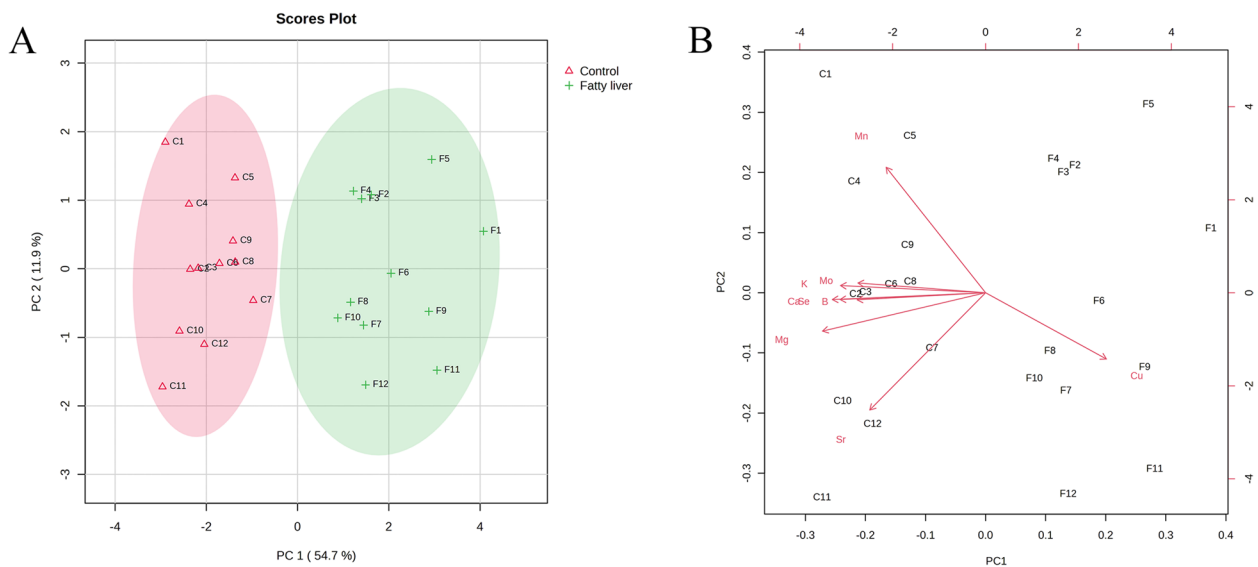 Scores Plot
A
B
Control
Fatty liver
PC 2 ( 11.9 %)
3
2
1
0
-1
-2
-3
C1
C5
C4
C9
C2
C3
C6
C8
C7
C10
C12
C11
F5
F4
F3
F2
F1
F6
F8
F10
F7
F9
F11
F12
-4
-2
0
2
4
PC 1 ( 54.7 %)
-4
-2
0
2
4
PC2
0.4
0.3
0.2
0.1
0.0
-0.1
-0.2
-0.3
C1
F5
Mn
C5
F4
F2
F3
C4
F1
C9
K
Mo
C6
C8
C2
C3
Ca
Se
B
F6
Mg
C7
F8
F9
Cu
F10
F7
C10
C12
Sr
F11
C11
F12
4
2
0
-2
-4
-0.3
-0.2
-0.1
0.0
0.1
0.2
0.3
0.4
PC1